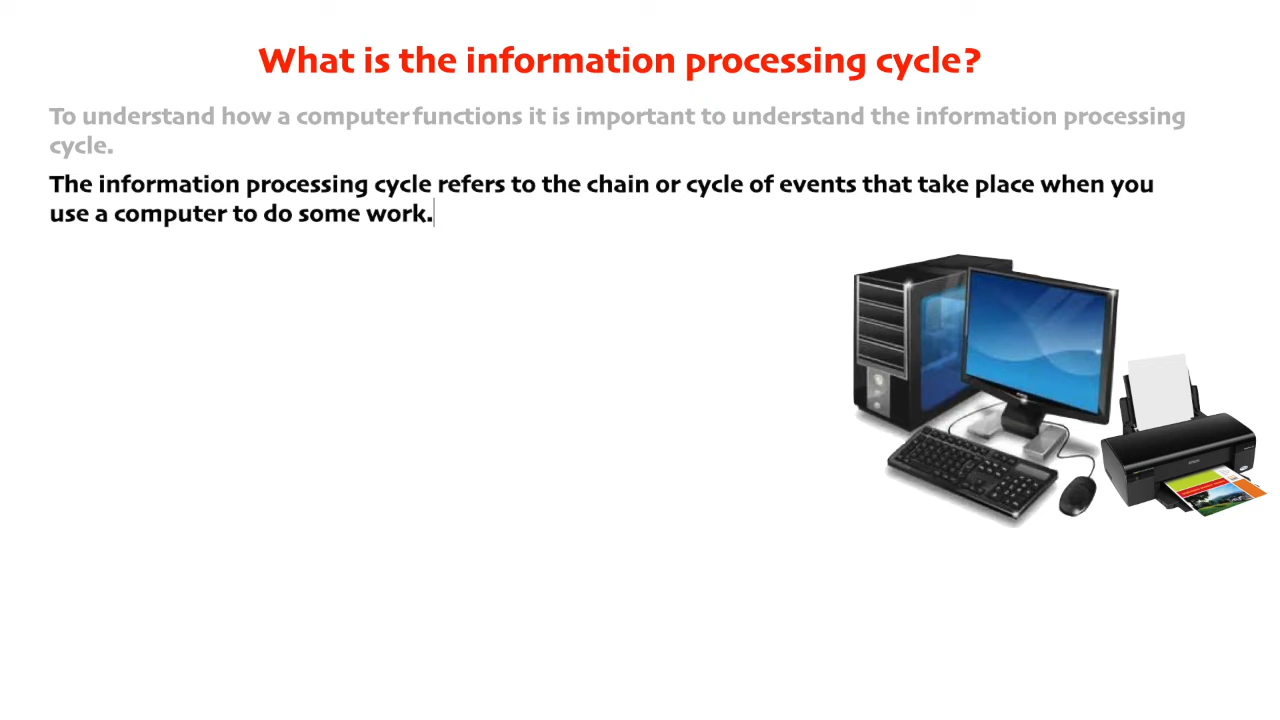 What is the information processing cycle?
To understand how a computer functions it is important to understand the information processing
cycle.
The information processing cycle refers to the chain or cycle of events that take place when you
use a computer to do some work.